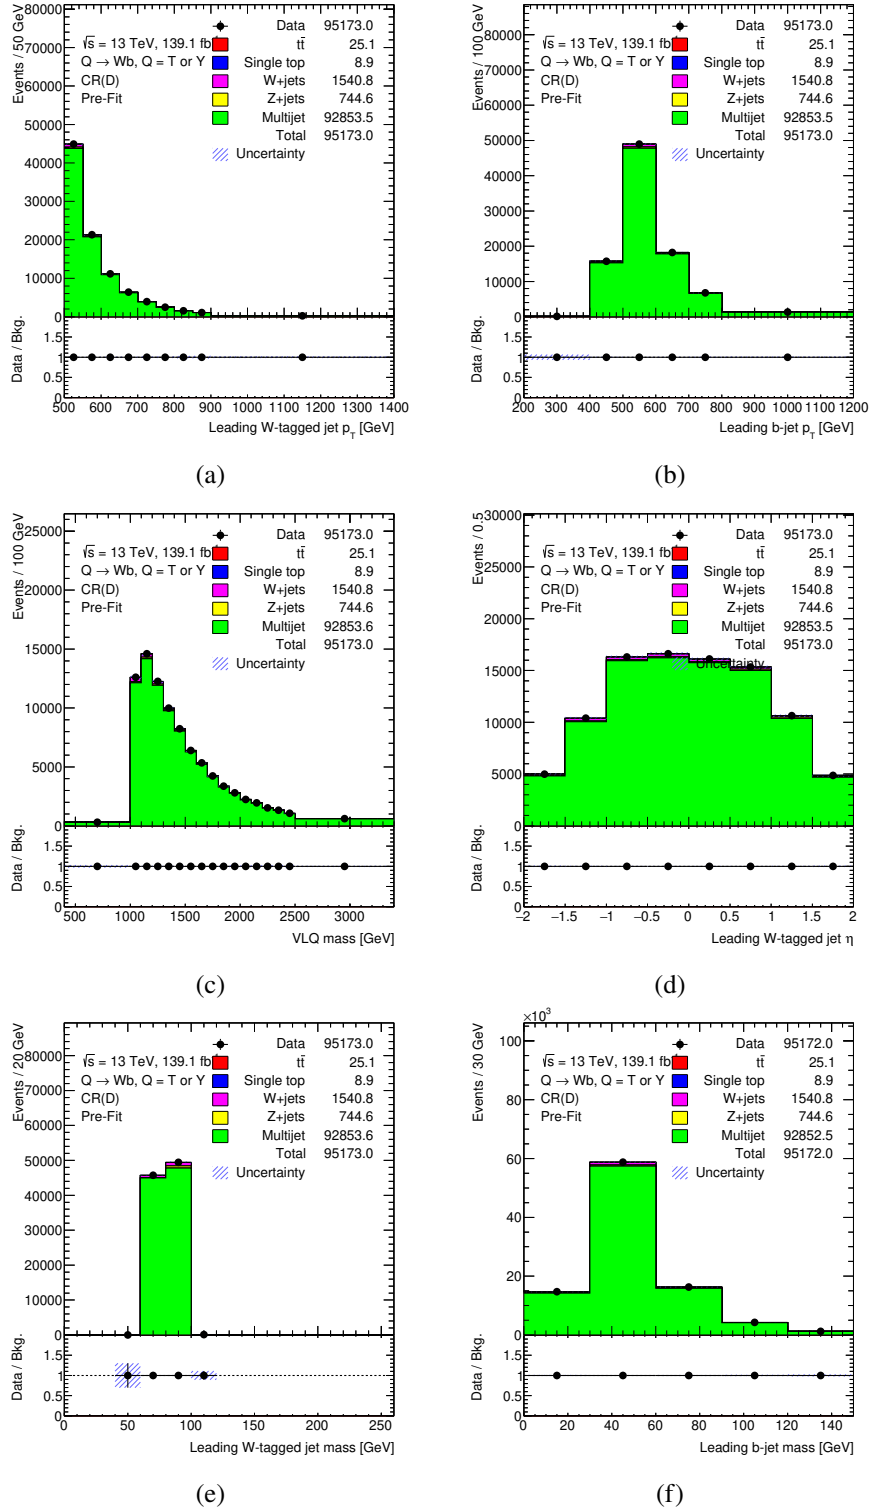 Events / 50 GeV
80000
70000
60000
50000
40000
30000
20000
10000
0
√s = 13 TeV, 139.1 fb
Q → Wb, Q = T or Y
CR(D)
Pre-Fit
Data 95173.0
tt̄ 25.1
Single top 8.9
W+jets 1540.8
Z+jets 744.6
Multijet 92853.5
Total 95173.0
Uncertainty
Data / Bkg.
1.5
1
0.5
0
500 600 700 800 900 1000 1100 1200 1300 1400
Leading W-tagged jet p_T [GeV]
(a)
Events / 100 GeV
80000
70000
60000
50000
40000
30000
20000
10000
0
√s = 13 TeV, 139.1 fb
Q → Wb, Q = T or Y
CR(D)
Pre-Fit
Data 95173.0
tt̄ 25.1
Single top 8.9
W+jets 1540.8
Z+jets 744.6
Multijet 92853.5
Total 95173.0
Uncertainty
Data / Bkg.
1.5
1
0.5
0
200 300 400 500 600 700 800 900 1000 1100 1200
Leading b-jet p_T [GeV]
(b)
Events / 100 GeV
25000
20000
15000
10000
5000
0
√s = 13 TeV, 139.1 fb
Q → Wb, Q = T or Y
CR(D)
Pre-Fit
Data 95173.0
tt̄ 25.1
Single top 8.9
W+jets 1540.8
Z+jets 744.6
Multijet 92853.6
Total 95173.0
Uncertainty
Data / Bkg.
1.5
1
0.5
0
500 1000 1500 2000 2500 3000
VLQ mass [GeV]
(c)
Events / 0.5
30000
25000
20000
15000
10000
5000
0
√s = 13 TeV, 139.1 fb
Q → Wb, Q = T or Y
CR(D)
Pre-Fit
Data 95173.0
tt̄ 25.1
Single top 8.9
W+jets 1540.8
Z+jets 744.6
Multijet 92853.5
Total 95173.0
Uncertainty
Data / Bkg.
1.5
1
0.5
0
−2 −1.5 −1 −0.5 0 0.5 1 1.5 2
Leading W-tagged jet η
(d)
Events / 20 GeV
80000
70000
60000
50000
40000
30000
20000
10000
0
√s = 13 TeV, 139.1 fb
Q → Wb, Q = T or Y
CR(D)
Pre-Fit
Data 95173.0
tt̄ 25.1
Single top 8.9
W+jets 1540.8
Z+jets 744.6
Multijet 92853.6
Total 95173.0
Uncertainty
Data / Bkg.
1.5
1
0.5
0
0 50 100 150 200 250
Leading W-tagged jet mass [GeV]
(e)
×10³
Events / 30 GeV
100
80
60
40
20
0
√s = 13 TeV, 139.1 fb
Q → Wb, Q = T or Y
CR(D)
Pre-Fit
Data 95172.0
tt̄ 25.1
Single top 8.9
W+jets 1540.8
Z+jets 744.6
Multijet 92852.5
Total 95172.0
Uncertainty
Data / Bkg.
1.5
1
0.5
0
0 20 40 60 80 100 120 140
Leading b-jet mass [GeV]
(f)